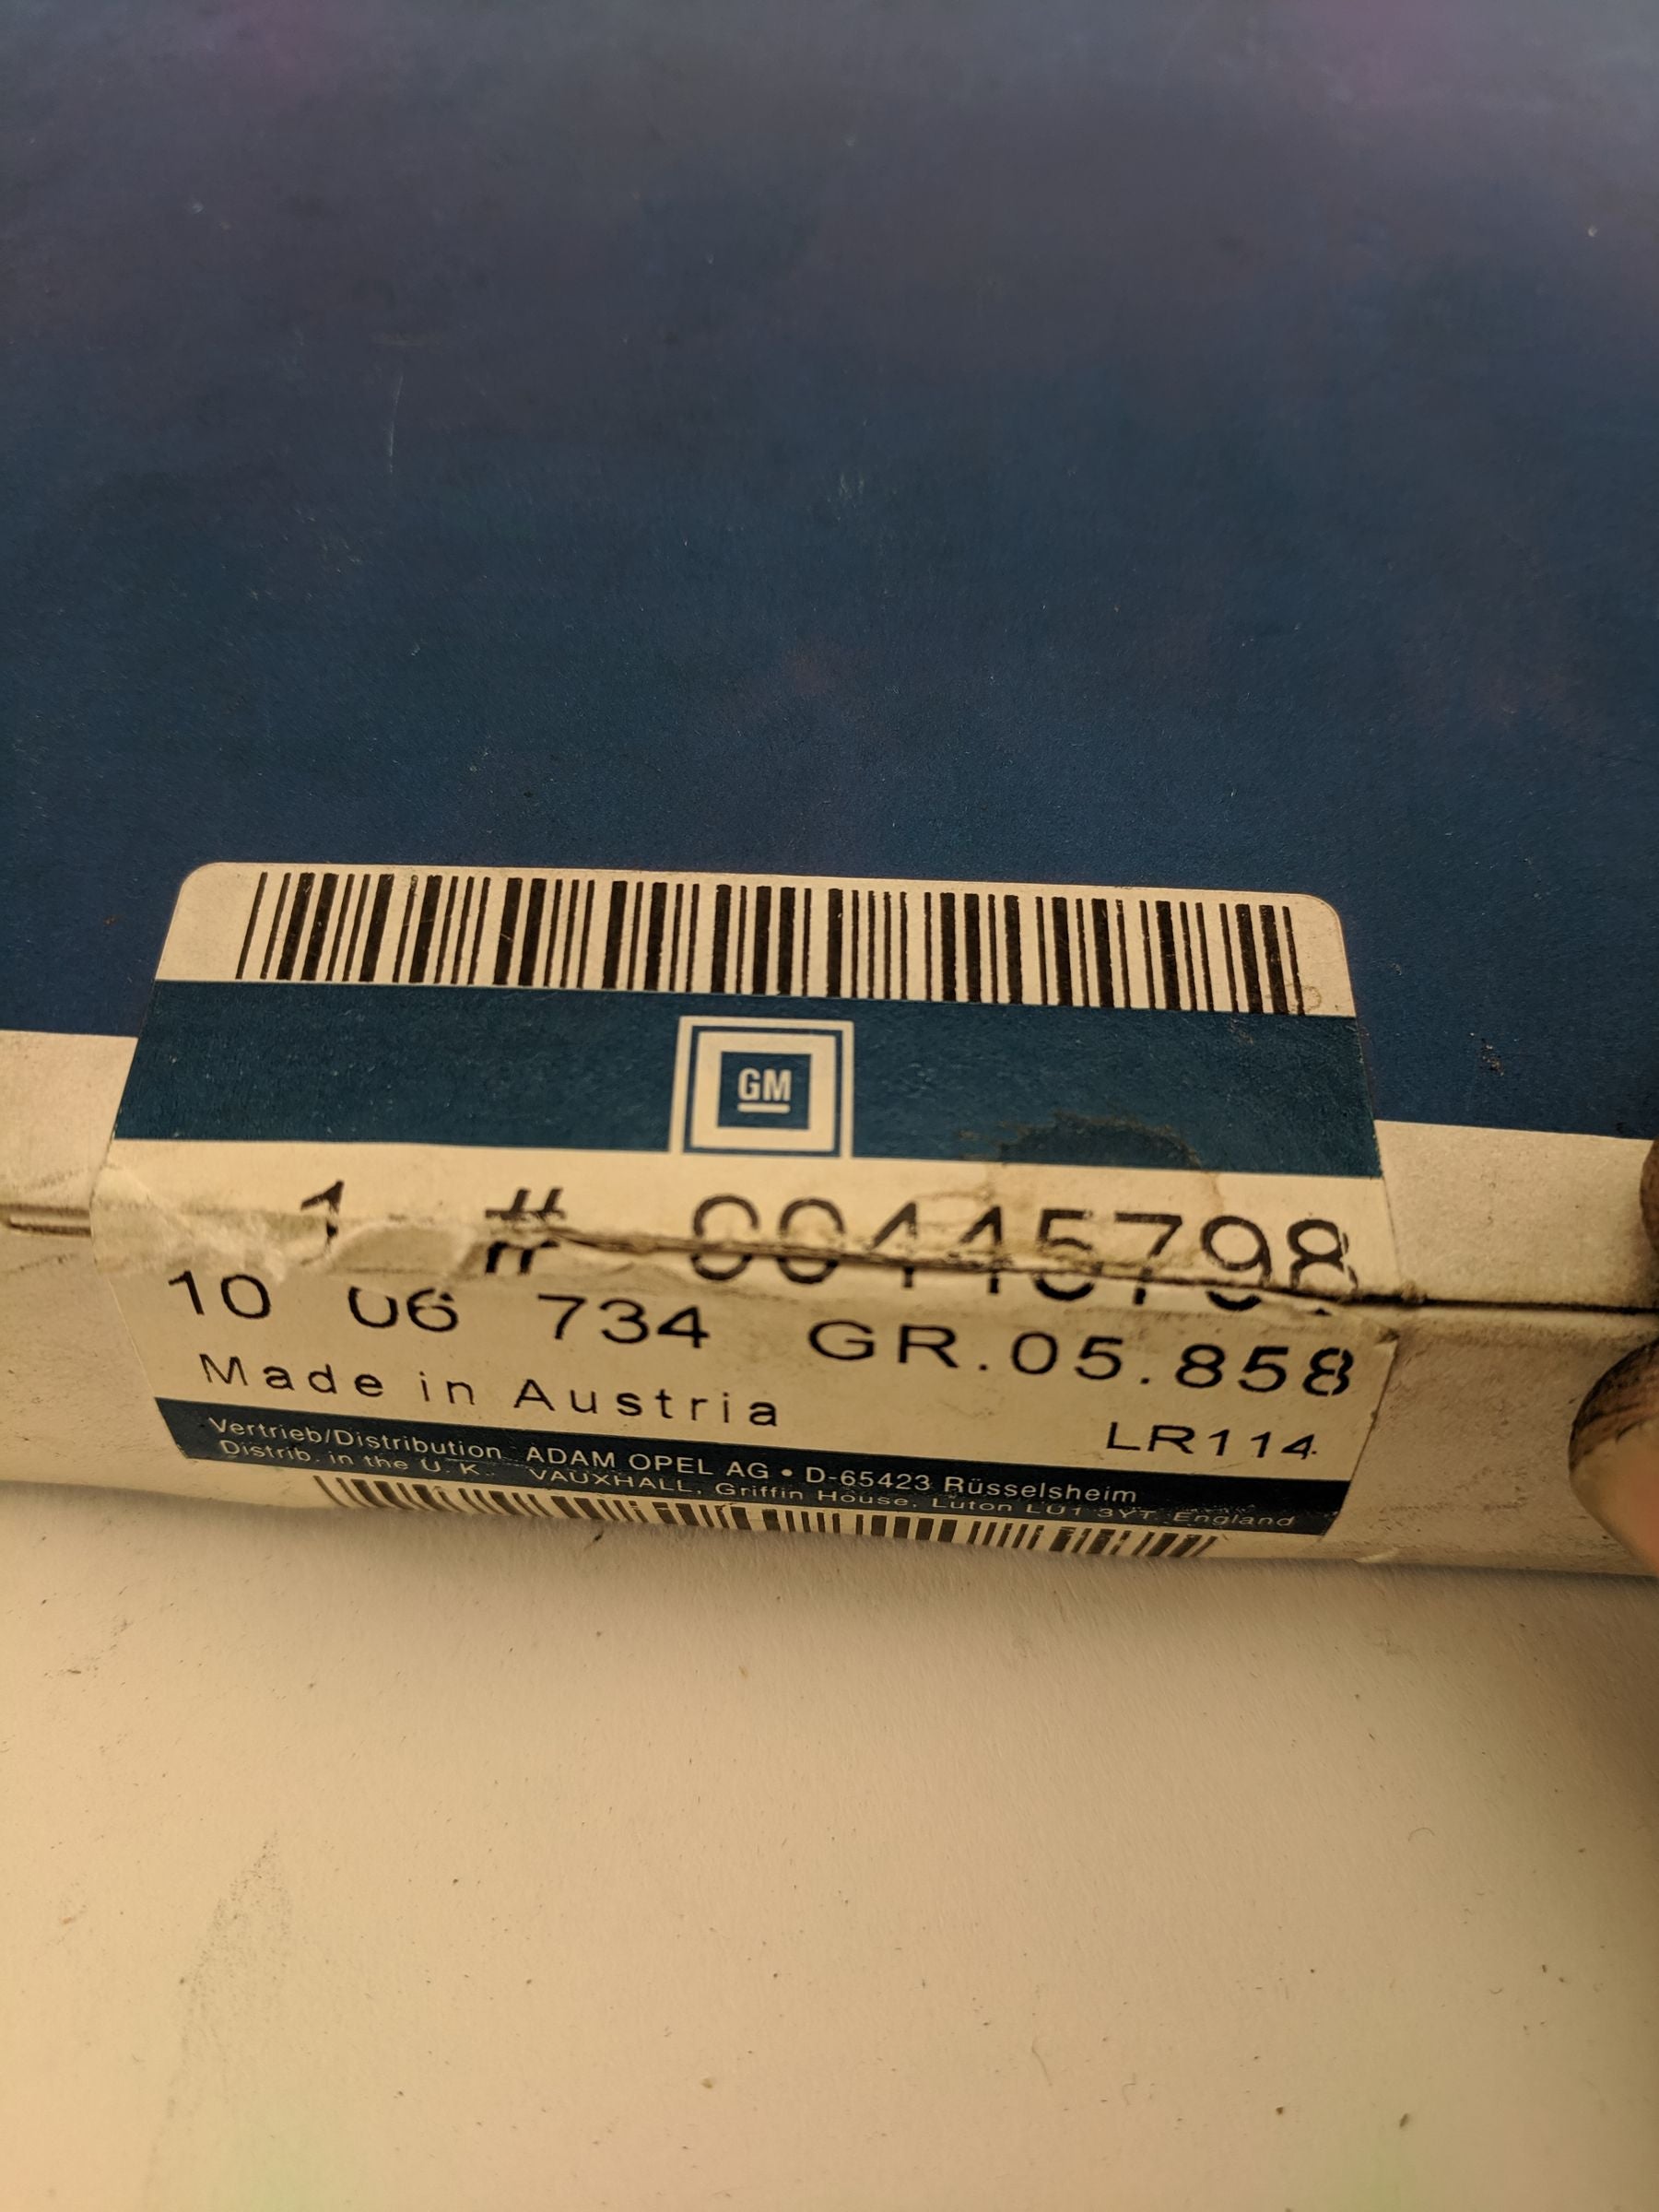 GM
1 # 90445798
10 06 734 GR.05.858
Made in Austria
LR114
Vertrieb/Distribution ADAM OPEL AG • D-65423 Rüsselsheim
Distrib. in the U.K. VAUXHALL, Griffin House, Luton LU1 3YT England